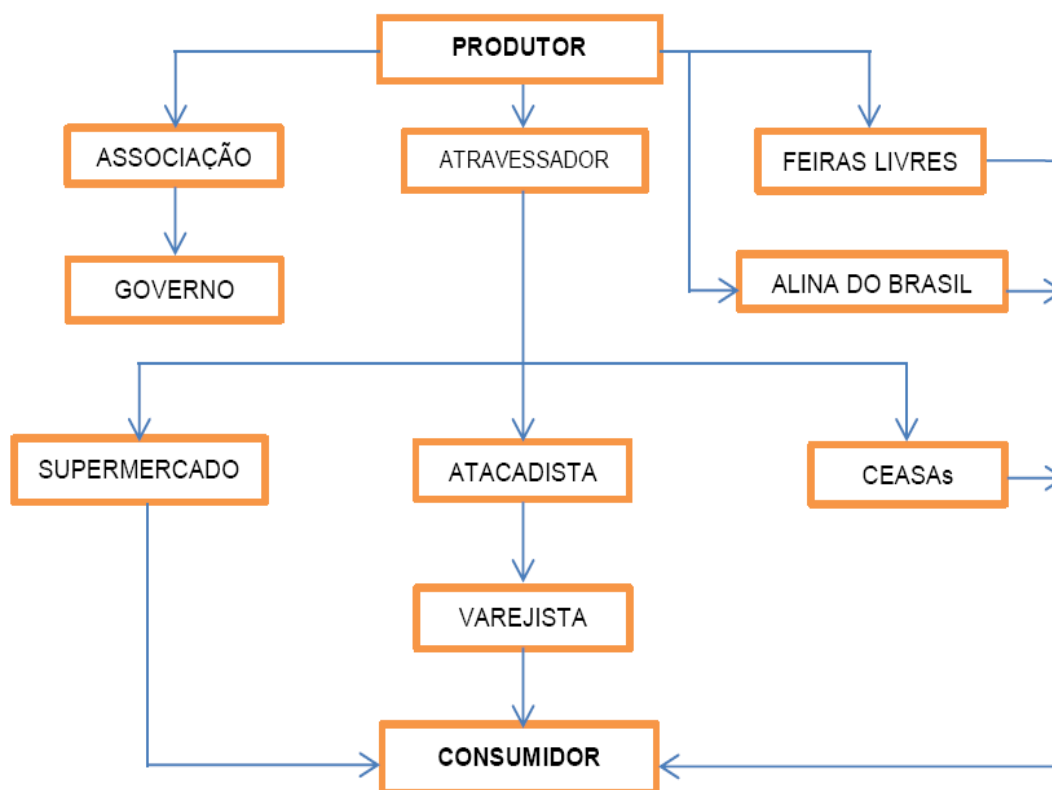 PRODUTOR
ASSOCIAÇÃO
ATRAVESSADOR
FEIRAS LIVRES
GOVERNO
ALINA DO BRASIL
SUPERMERCADO
ATACADISTA
CEASAs
VAREJISTA
CONSUMIDOR